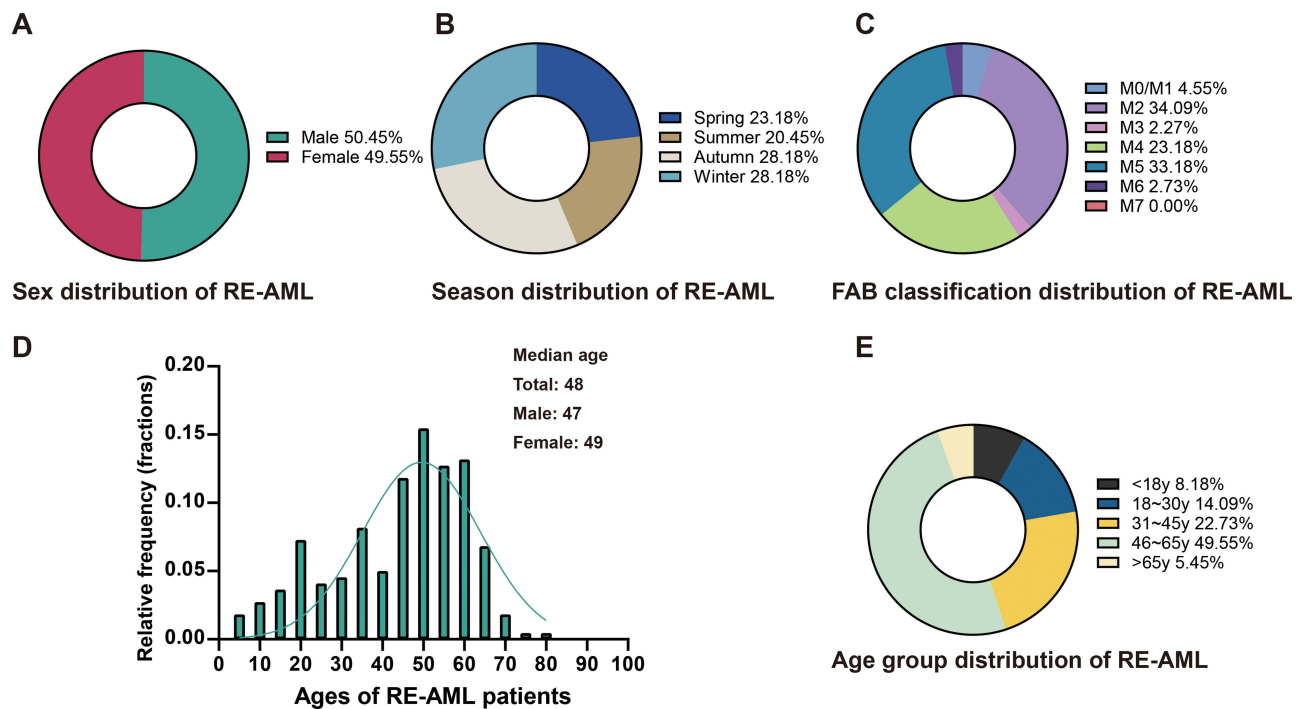 A
Male 50.45%
Female 49.55%
Sex distribution of RE-AML
B
Spring 23.18%
Summer 20.45%
Autumn 28.18%
Winter 28.18%
Season distribution of RE-AML
C
M0/M1 4.55%
M2 34.09%
M3 2.27%
M4 23.18%
M5 33.18%
M6 2.73%
M7 0.00%
FAB classification distribution of RE-AML
D
Relative frequency (fractions)
0.20
0.15
0.10
0.05
0.00
0 10 20 30 40 50 60 70 80 90 100
Ages of RE-AML patients
Median age
Total: 48
Male: 47
Female: 49
E
<18y 8.18%
18~30y 14.09%
31~45y 22.73%
46~65y 49.55%
>65y 5.45%
Age group distribution of RE-AML